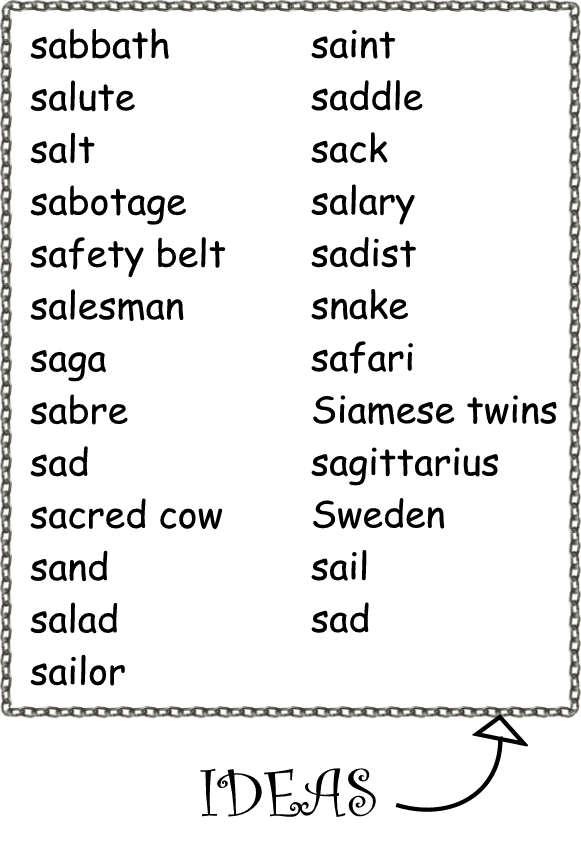 sabbath
salute
salt
sabotage
safety belt
salesman
saga
sabre
sad
sacred cow
sand
salad
sailor
saint
saddle
sack
salary
sadist
snake
safari
Siamese twins
sagittarius
Sweden
sail
sad
IDEAS